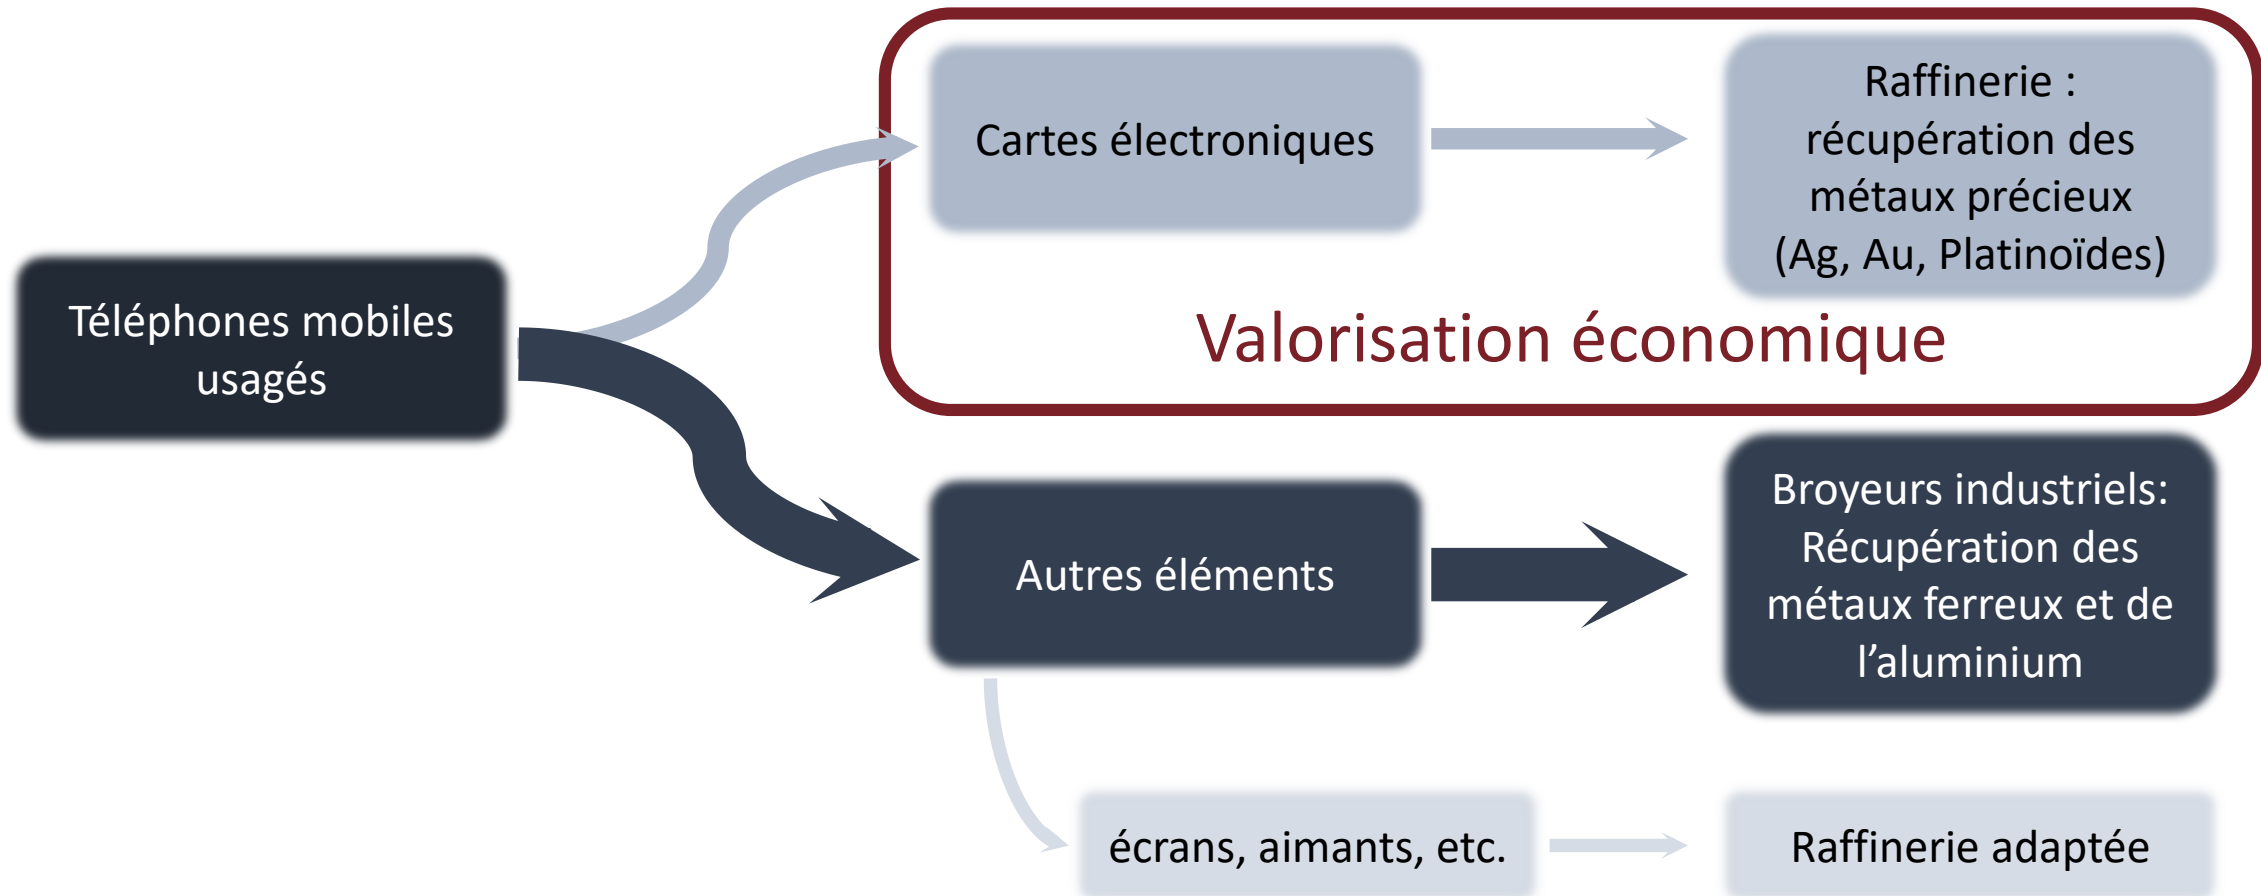 Téléphones mobiles
usagés
Cartes électroniques
Raffinerie :
récupération des
métaux précieux
(Ag, Au, Platinoïdes)
Valorisation économique
Autres éléments
Broyeurs industriels:
Récupération des
métaux ferreux et de
l’aluminium
écrans, aimants, etc.
Raffinerie adaptée